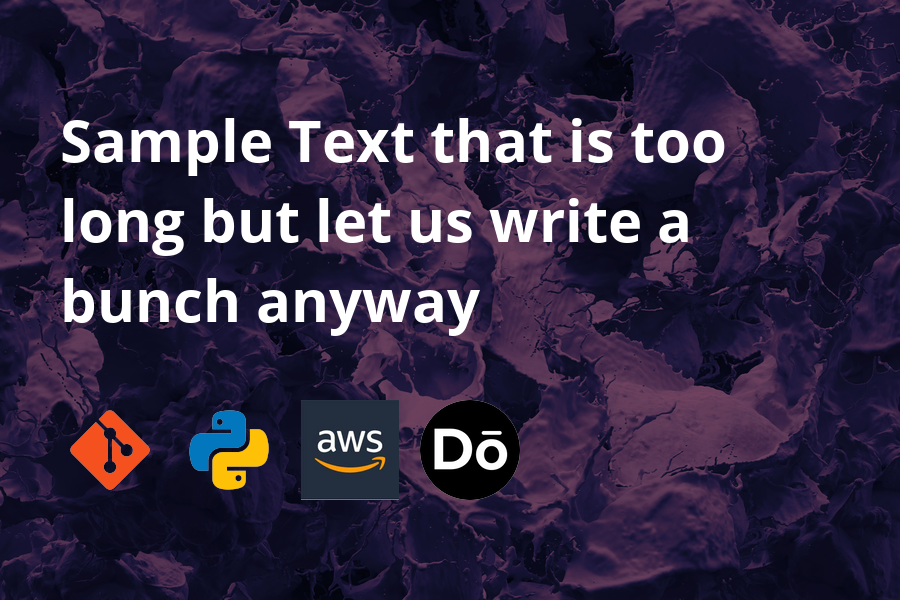 Sample Text that is too
long but let us write a
bunch anyway
aws
Dō